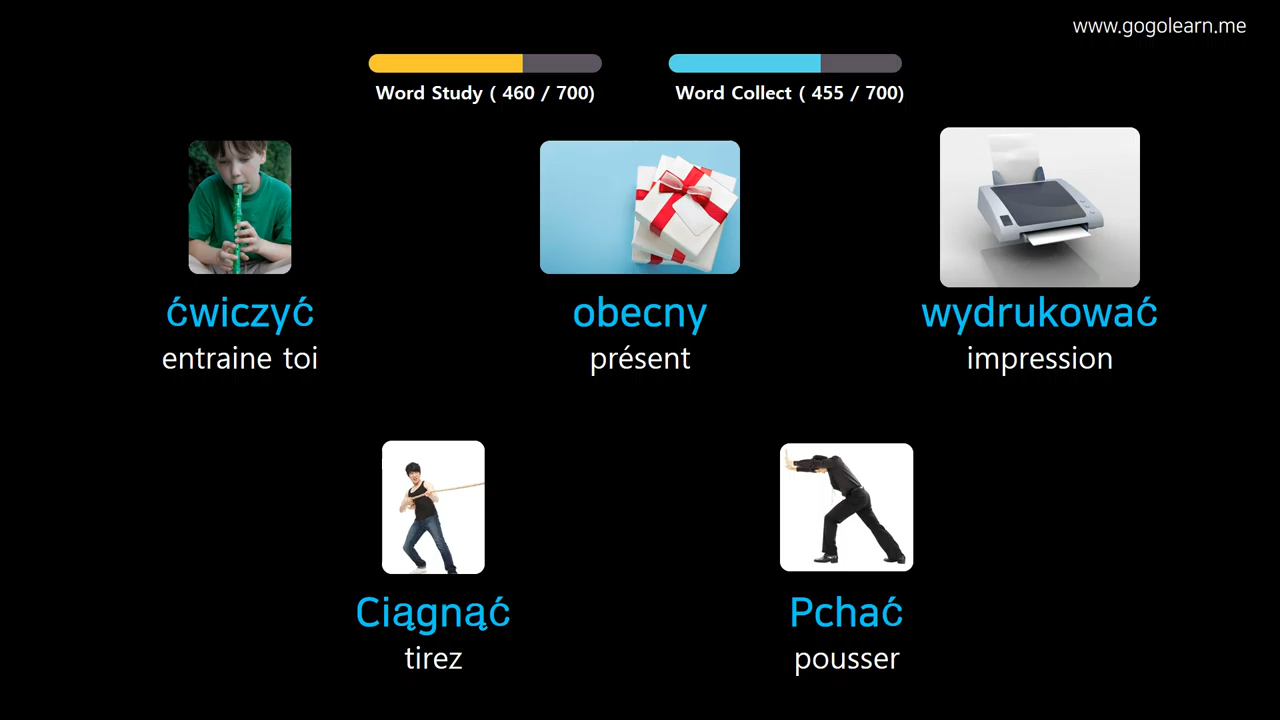 www.gogolearn.me
Word Study ( 460 / 700)
Word Collect ( 455 / 700)
ćwiczyć
entraine toi
obecny
présent
wydrukować
impression
Ciągnąć
tirez
Pchać
pousser